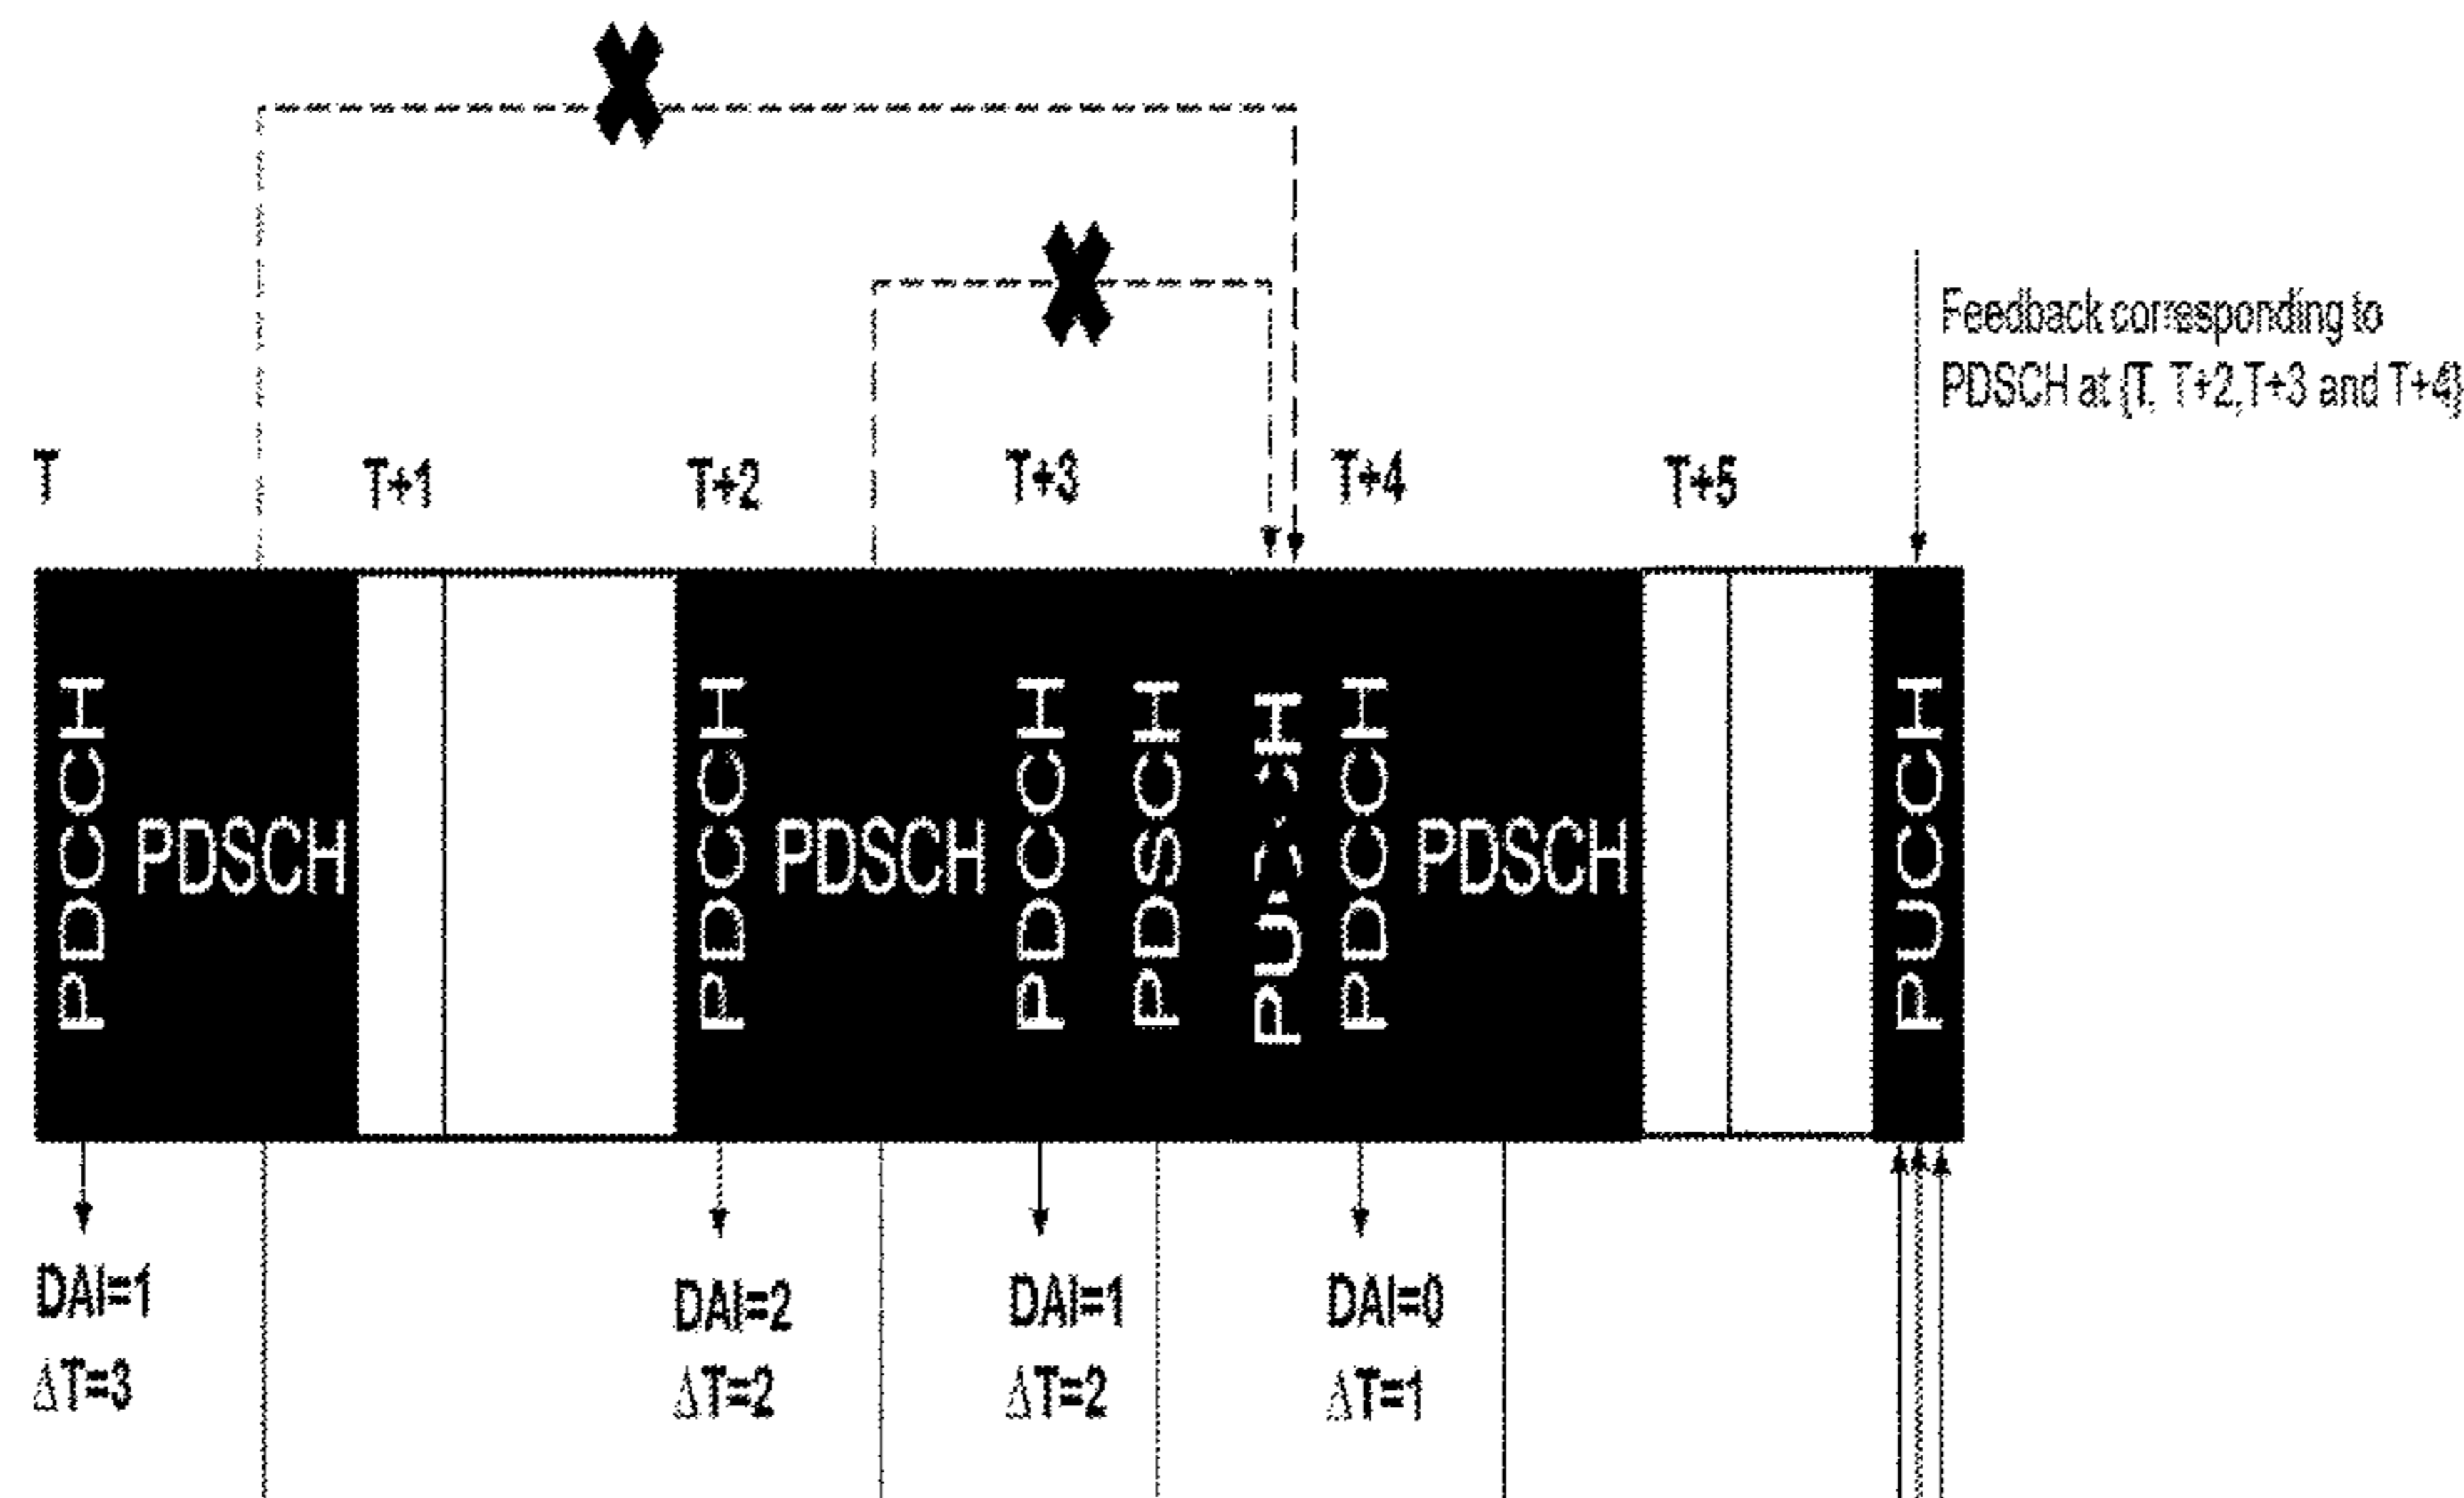 Feedback corresponding to
PDSCH at {T, T+2,T+3 and T+4}
T
T+1
T+2
T+3
T+4
T+5
PDCCH
PDSCH
PDCCH
PDSCH
PDCCH
PDSCH
PDCCH
PDSCH
PUCCH
DAI=1
ΔT=3
DAI=2
ΔT=2
DAI=1
ΔT=2
DAI=0
ΔT=1